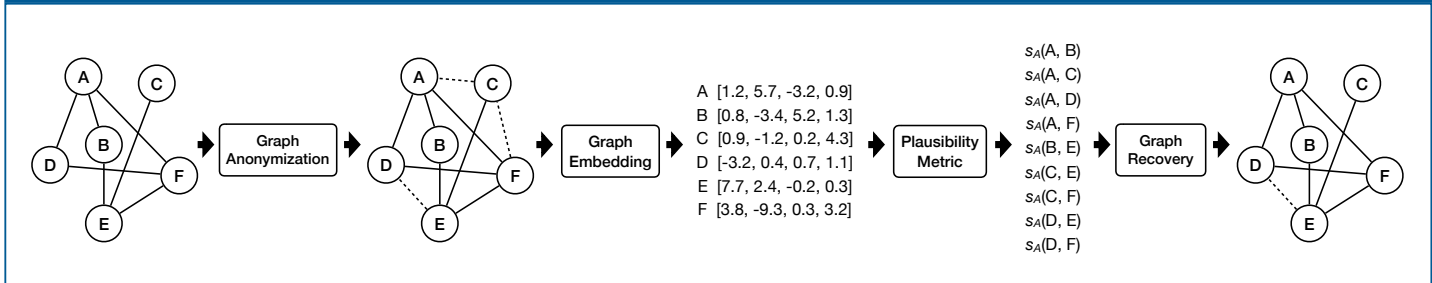 A
C
B
D
F
E
Graph
Anonymization
A
C
B
D
F
E
Graph
Embedding
A [1.2, 5.7, -3.2, 0.9]
B [0.8, -3.4, 5.2, 1.3]
C [0.9, -1.2, 0.2, 4.3]
D [-3.2, 0.4, 0.7, 1.1]
E [7.7, 2.4, -0.2, 0.3]
F [3.8, -9.3, 0.3, 3.2]
Plausibility
Metric
sA(A, B)
sA(A, C)
sA(A, D)
sA(A, F)
sA(B, E)
sA(C, E)
sA(C, F)
sA(D, E)
sA(D, F)
Graph
Recovery
A
C
B
D
F
E